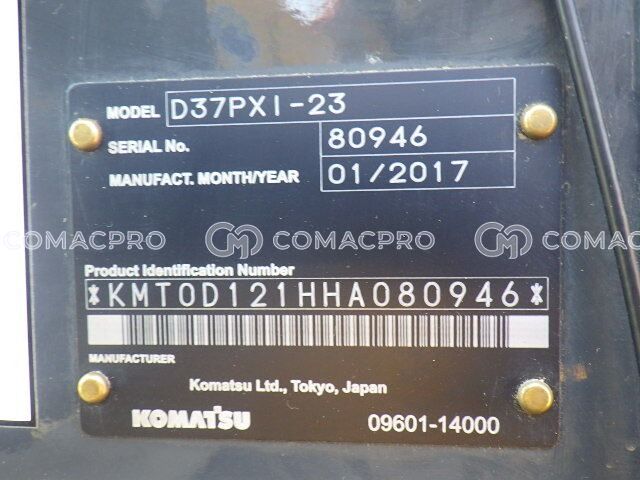 MODEL D37PXI-23
SERIAL No. 80946
MANUFACT. MONTH/YEAR 01/2017
COMACPRO COMACPRO COMACPRO
Product Identification Number
*KMT0D121HHA080946*
MANUFACTURER
Komatsu Ltd., Tokyo, Japan
KOMATSU 09601-14000